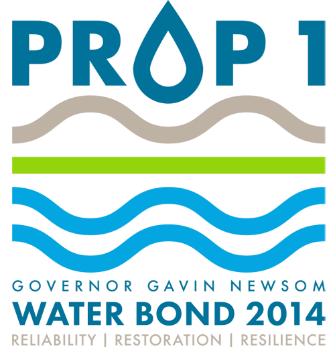 PROP 1
GOVERNOR GAVIN NEWSOM
WATER BOND 2014
RELIABILITY | RESTORATION | RESILIENCE